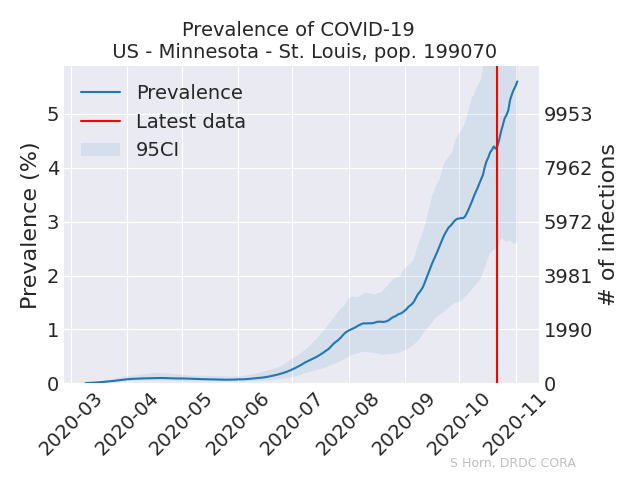 Prevalence of COVID-19
US - Minnesota - St. Louis, pop. 199070
Prevalence
Latest data
95CI
Prevalence (%)
5
4
3
2
1
0
9953
7962
5972
3981
1990
0
# of infections
2020-03
2020-04
2020-05
2020-06
2020-07
2020-08
2020-09
2020-10
2020-11
S Horn, DRDC CORA